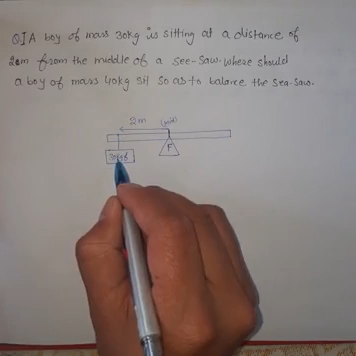 Q1] A boy of mass 30kg is sitting at a distance of
2m from the middle of a see-saw. where should
a boy of mass 40kg sit so as to balance the sea-saw.
2m
F